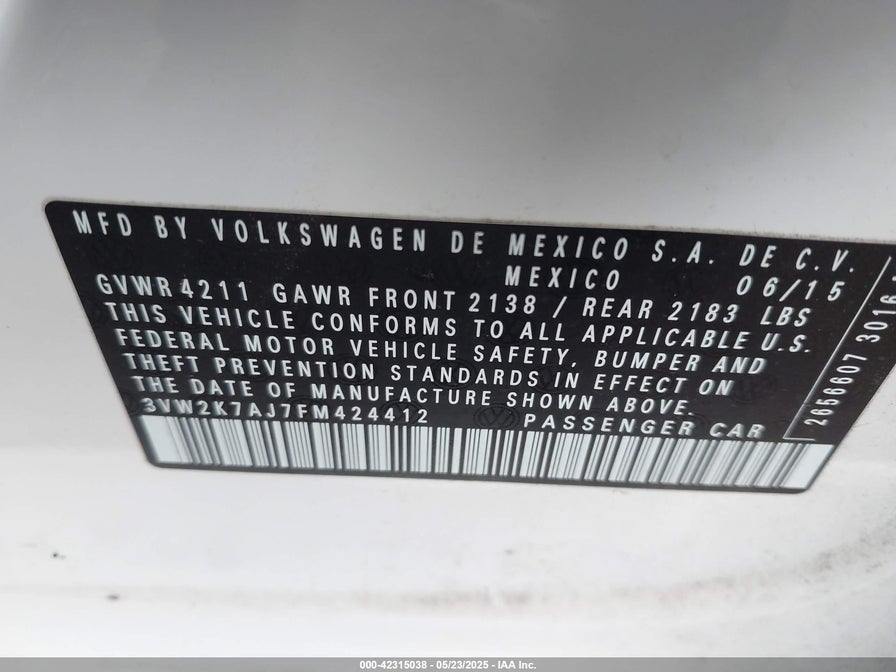 MFD BY VOLKSWAGEN DE MEXICO S.A. DE C.V.
MEXICO 06/15
GVWR 4211 GAWR FRONT 2138 / REAR 2183 LBS
THIS VEHICLE CONFORMS TO ALL APPLICABLE U.S.
FEDERAL MOTOR VEHICLE SAFETY, BUMPER AND
THEFT PREVENTION STANDARDS IN EFFECT ON
THE DATE OF MANUFACTURE SHOWN ABOVE.
3VW2K7AJ7FM424412 PASSENGER CAR
2656607 3016
000-42315038 - 05/23/2025 - IAA Inc.